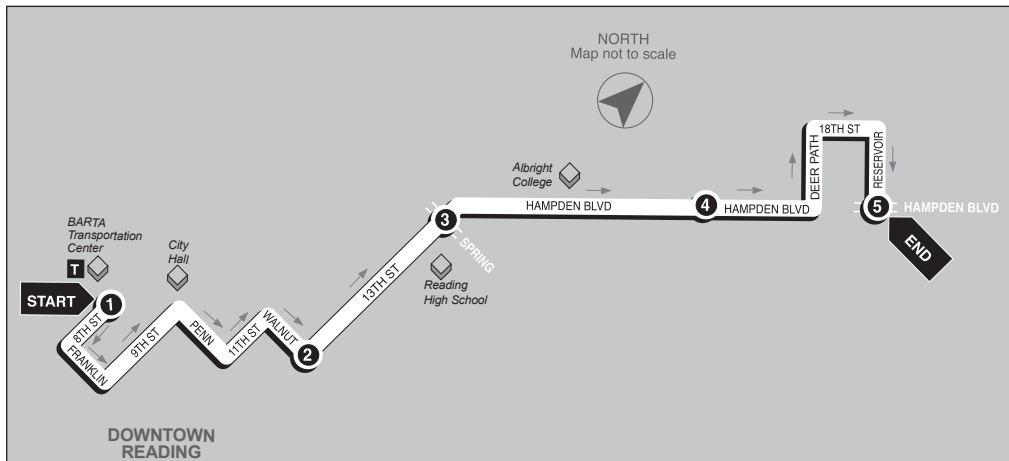 NORTH
Map not to scale
18TH ST
DEER PATH
RESERVOIR
Albright
College
HAMPDEN BLVD
4
HAMPDEN BLVD
5
HAMPDEN BLVD
END
3
SPRING
BARTA
Transportation
Center
T
City
Hall
Reading
High School
13TH ST
START
1
8TH ST
FRANKLIN
9TH ST
PENN
11TH ST
WALNUT
2
DOWNTOWN
READING